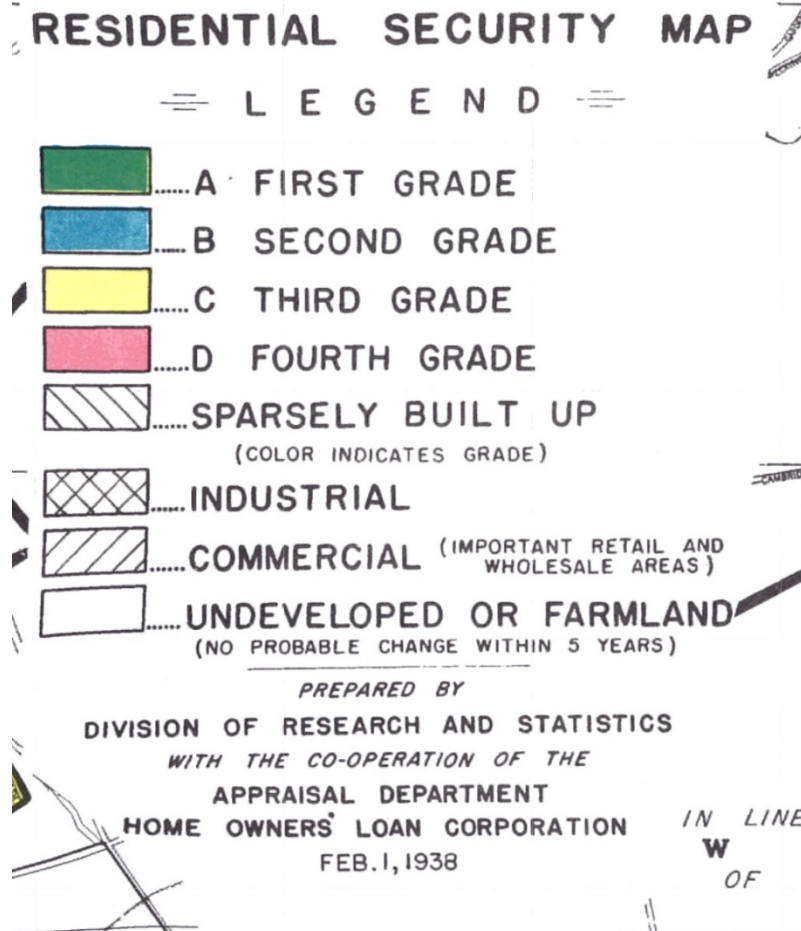 RESIDENTIAL SECURITY MAP
LEGEND
......A FIRST GRADE
......B SECOND GRADE
......C THIRD GRADE
......D FOURTH GRADE
......SPARSELY BUILT UP
(COLOR INDICATES GRADE)
......INDUSTRIAL
......COMMERCIAL (IMPORTANT RETAIL AND
WHOLESALE AREAS)
......UNDEVELOPED OR FARMLAND
(NO PROBABLE CHANGE WITHIN 5 YEARS)
PREPARED BY
DIVISION OF RESEARCH AND STATISTICS
WITH THE CO-OPERATION OF THE
APPRAISAL DEPARTMENT
HOME OWNERS' LOAN CORPORATION
FEB. 1, 1938
IN LINE
W
OF